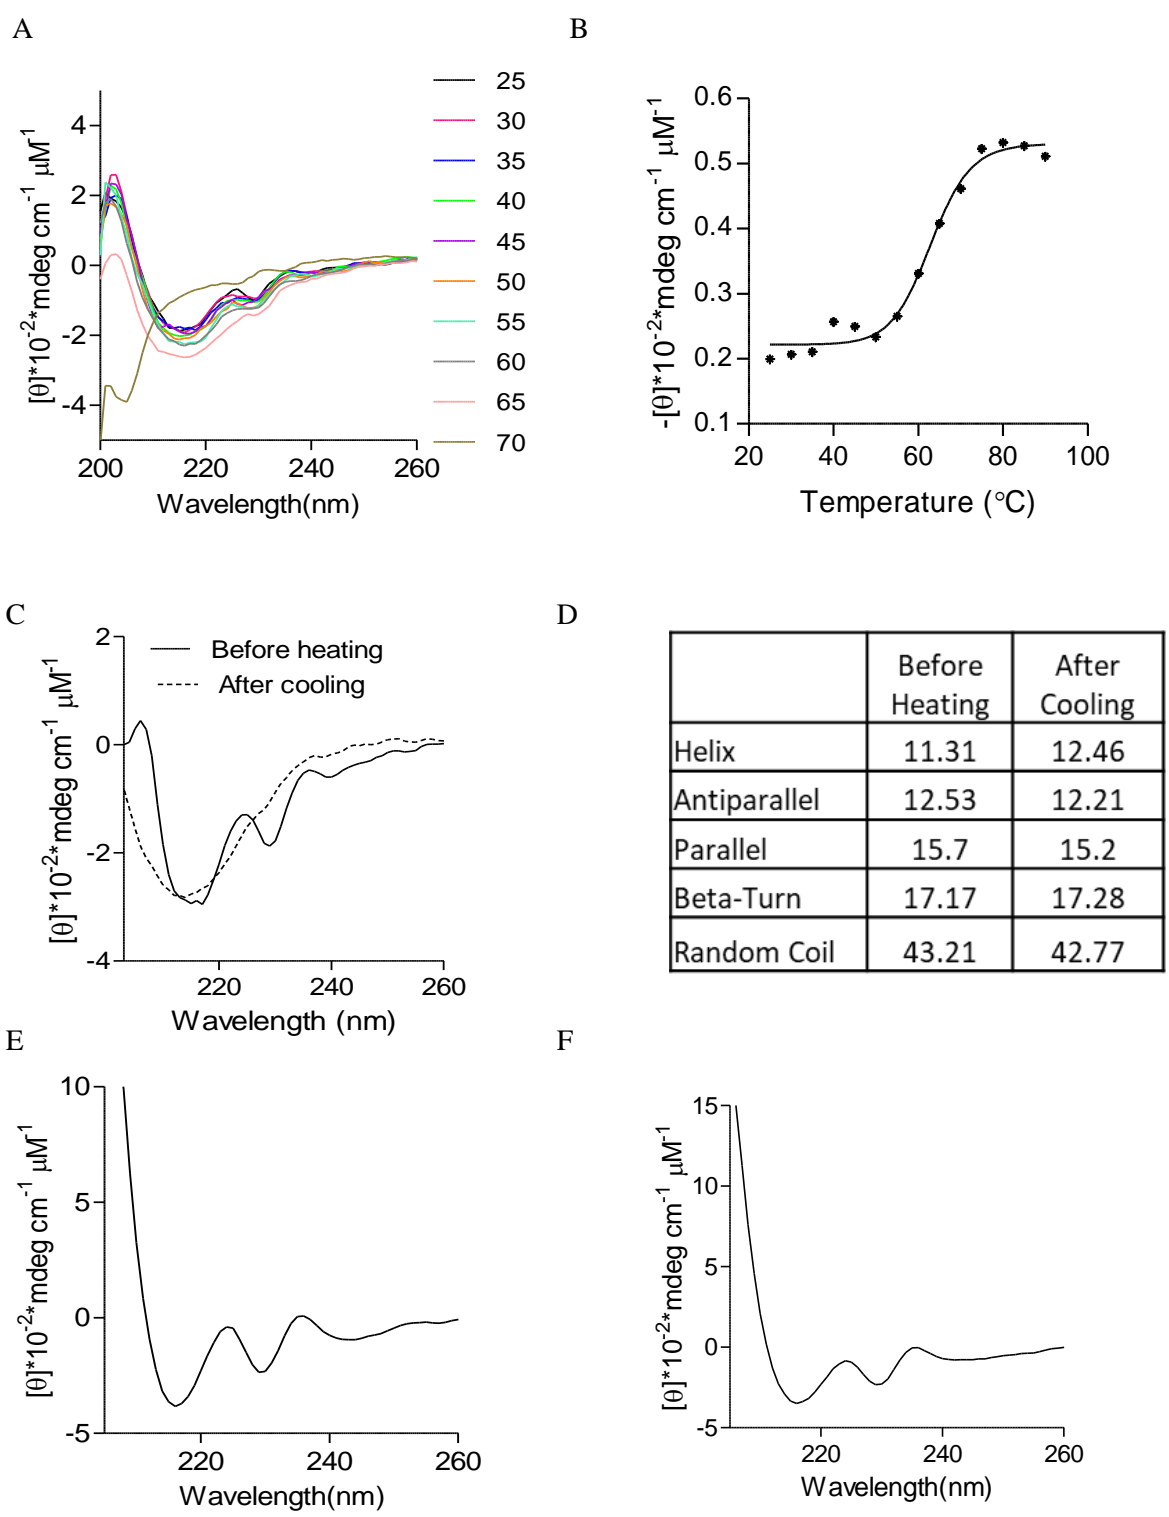 A
B
[θ]*10⁻²*mdeg cm⁻¹ μM⁻¹
4
2
0
-2
-4
200
220
240
260
Wavelength(nm)
25
30
35
40
45
50
55
60
65
70
-[θ]*10⁻²*mdeg cm⁻¹ μM⁻¹
0.6
0.5
0.4
0.3
0.2
0.1
20
40
60
80
100
Temperature (°C)
C
D
[θ]*10⁻²*mdeg cm⁻¹ μM⁻¹
2
0
-2
-4
Before heating
After cooling
220
240
260
Wavelength (nm)
Before Heating
After Cooling
Helix 11.31 12.46
Antiparallel 12.53 12.21
Parallel 15.7 15.2
Beta-Turn 17.17 17.28
Random Coil 43.21 42.77
E
F
[θ]*10⁻²*mdeg cm⁻¹ μM⁻¹
10
5
0
-5
220
240
260
Wavelength(nm)
[θ]*10⁻²*mdeg cm⁻¹ μM⁻¹
15
10
5
0
-5
220
240
260
Wavelength(nm)